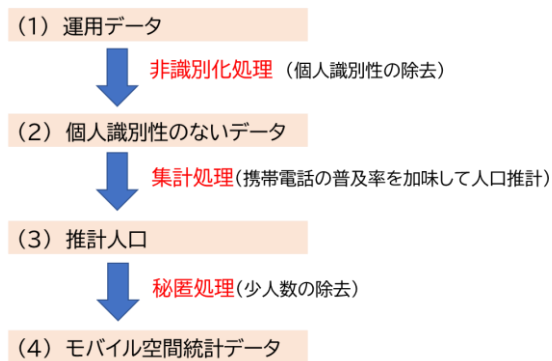 （1）運用データ
非識別化処理（個人識別性の除去）
（2）個人識別性のないデータ
集計処理(携帯電話の普及率を加味して人口推計)
（3）推計人口
秘匿処理(少人数の除去)
（4）モバイル空間統計データ